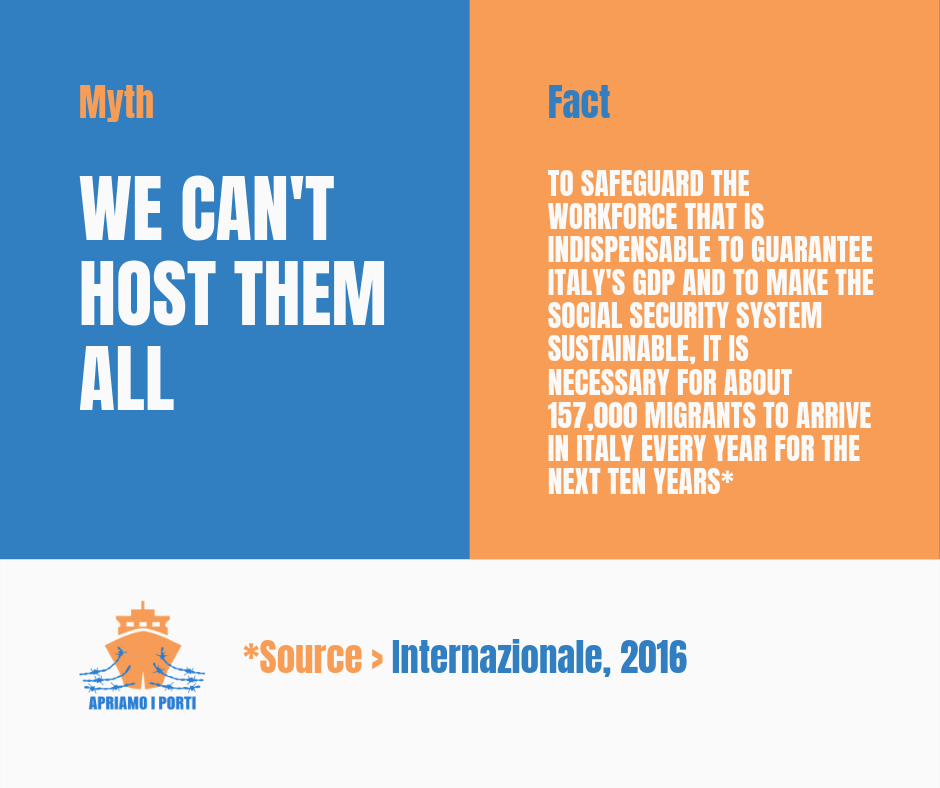 Myth
WE CAN'T
HOST THEM
ALL
Fact
TO SAFEGUARD THE
WORKFORCE THAT IS
INDISPENSABLE TO GUARANTEE
ITALY'S GDP AND TO MAKE THE
SOCIAL SECURITY SYSTEM
SUSTAINABLE, IT IS
NECESSARY FOR ABOUT
157,000 MIGRANTS TO ARRIVE
IN ITALY EVERY YEAR FOR THE
NEXT TEN YEARS*
*Source > Internazionale, 2016
APRIAMO I PORTI